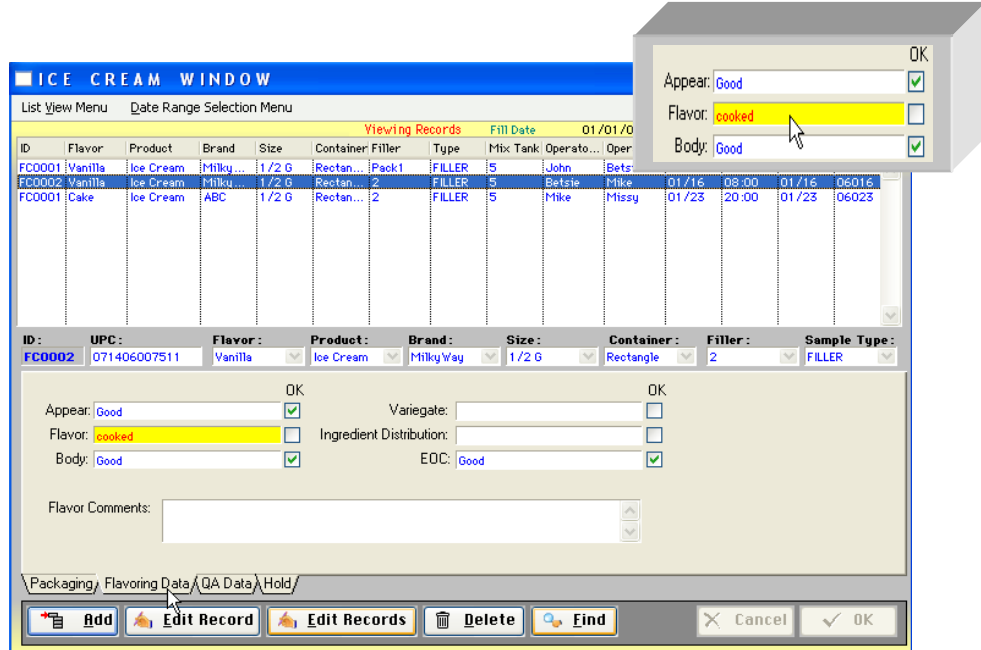 OK
Appear: Good
Flavor: cooked
Body: Good
ICE CREAM WINDOW
List View Menu Date Range Selection Menu
Viewing Records Fill Date 01/01/0
ID Flavor Product Brand Size Container Filler Type Mix Tank Operato... Oper
FC0001 Vanilla Ice Cream Milky... 1/2 G Rectan... Pack1 FILLER 5 John Bets
FC0002 Vanilla Ice Cream Milky... 1/2 G Rectan... 2 FILLER 5 Betsie Mike 01/16 08:00 01/16 06016
FC0001 Cake Ice Cream ABC 1/2 G Rectan... 2 FILLER 5 Mike Missy 01/23 20:00 01/23 06023
ID: UPC: Flavor: Product: Brand: Size: Container: Filler: Sample Type:
FC0002 071406007511 Vanilla Ice Cream MilkyWay 1/2 G Rectangle 2 FILLER
OK OK
Appear: Good Variegate:
Flavor: cooked Ingredient Distribution:
Body: Good EOC: Good
Flavor Comments:
Packaging Flavoring Data QA Data Hold
Add Edit Record Edit Records Delete Find Cancel OK